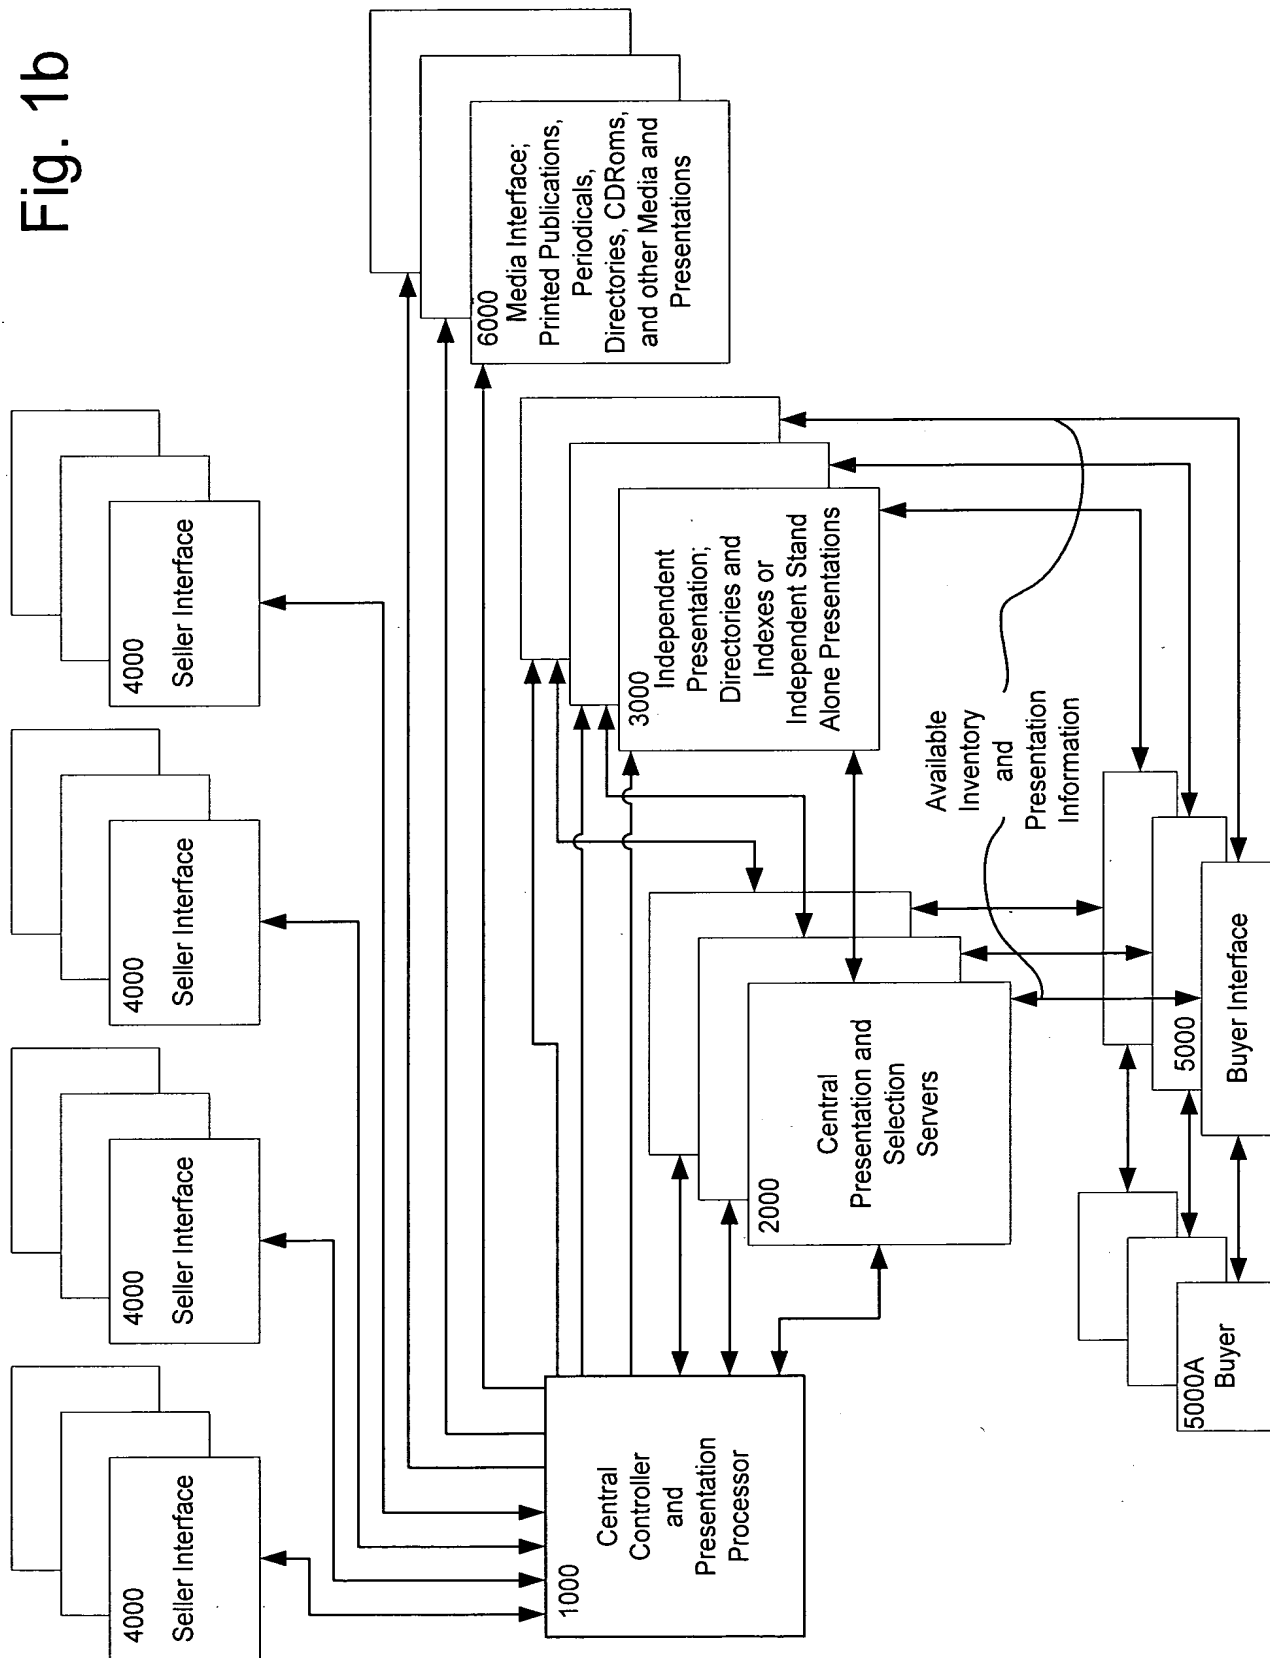 Fig. 1b
4000
Seller Interface
4000
Seller Interface
4000
Seller Interface
4000
Seller Interface
1000
Central
Controller
and
Presentation
Processor
2000
Central
Presentation and
Selection
Servers
3000
Independent
Presentation;
Directories and
Indexes or
Independent Stand
Alone Presentations
6000
Media Interface;
Printed Publications,
Periodicals,
Directories, CDRoms,
and other Media and
Presentations
Available
Inventory
and
Presentation
Information
5000A
Buyer
5000
Buyer Interface